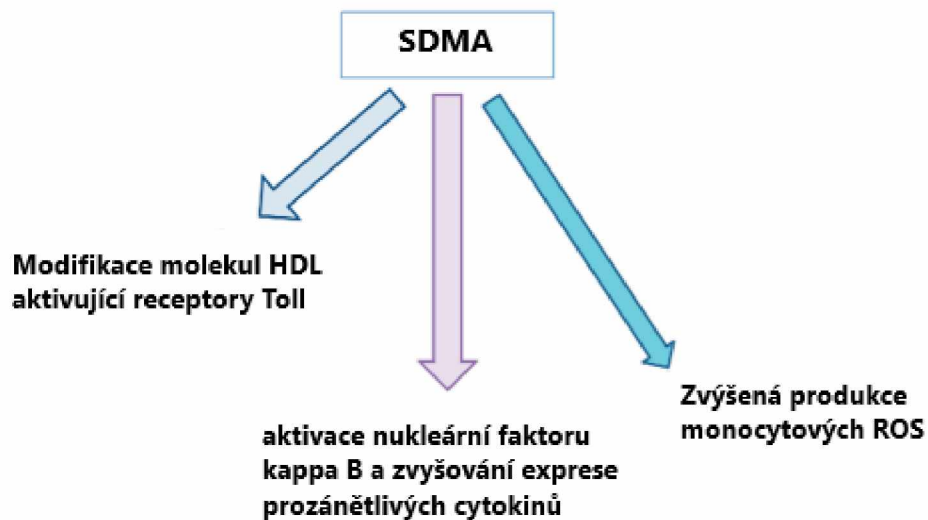 SDMA
Modifikace molekul HDL
aktivující receptory Toll
aktivace nukleární faktoru
kappa B a zvyšování exprese
prozánětlivých cytokinů
Zvýšená produkce
monocytových ROS